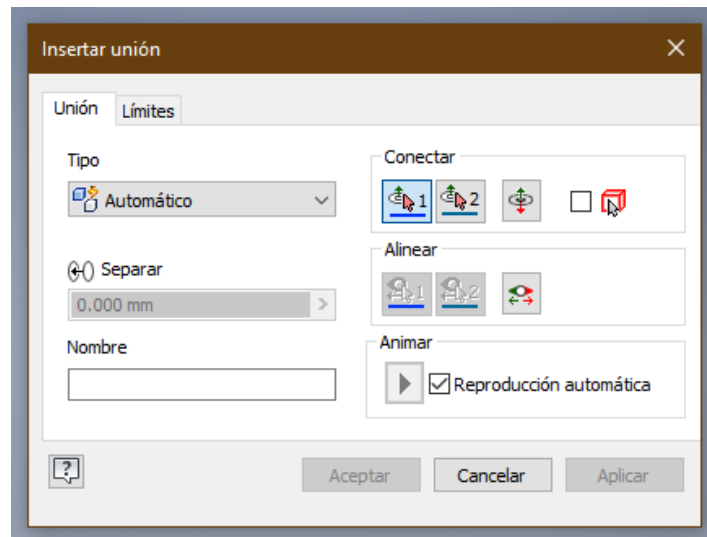 Insertar unión
Unión Límites
Tipo
Automático
Separar
0.000 mm
Nombre
Conectar
1 2
Alinear
1 2
Animar
Reproducción automática
? Aceptar Cancelar Aplicar